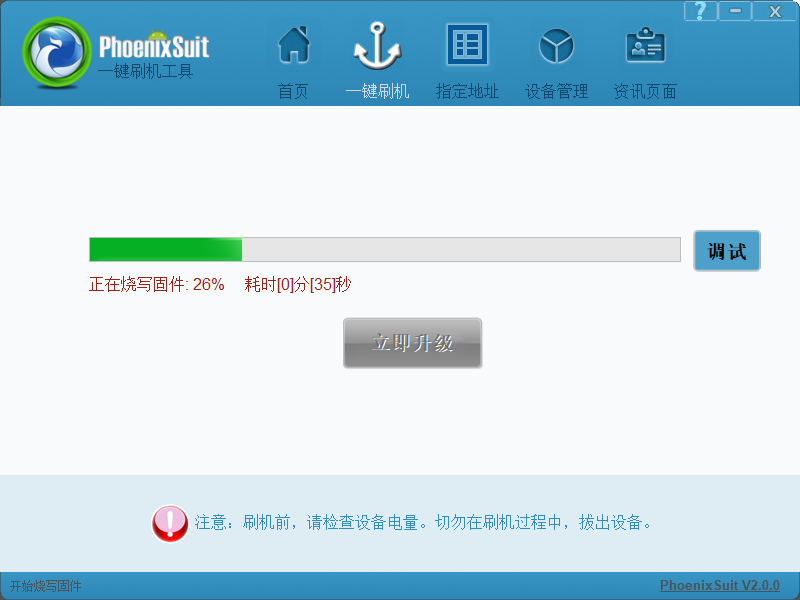 ?
PhoenixSuit
一键刷机工具
首页
一键刷机
指定地址
设备管理
资讯页面
调试
正在烧写固件: 26% 耗时[0]分[35]秒
立即升级
注意：刷机前，请检查设备电量。切勿在刷机过程中，拔出设备。
开始烧写固件
PhoenixSuit V2.0.0